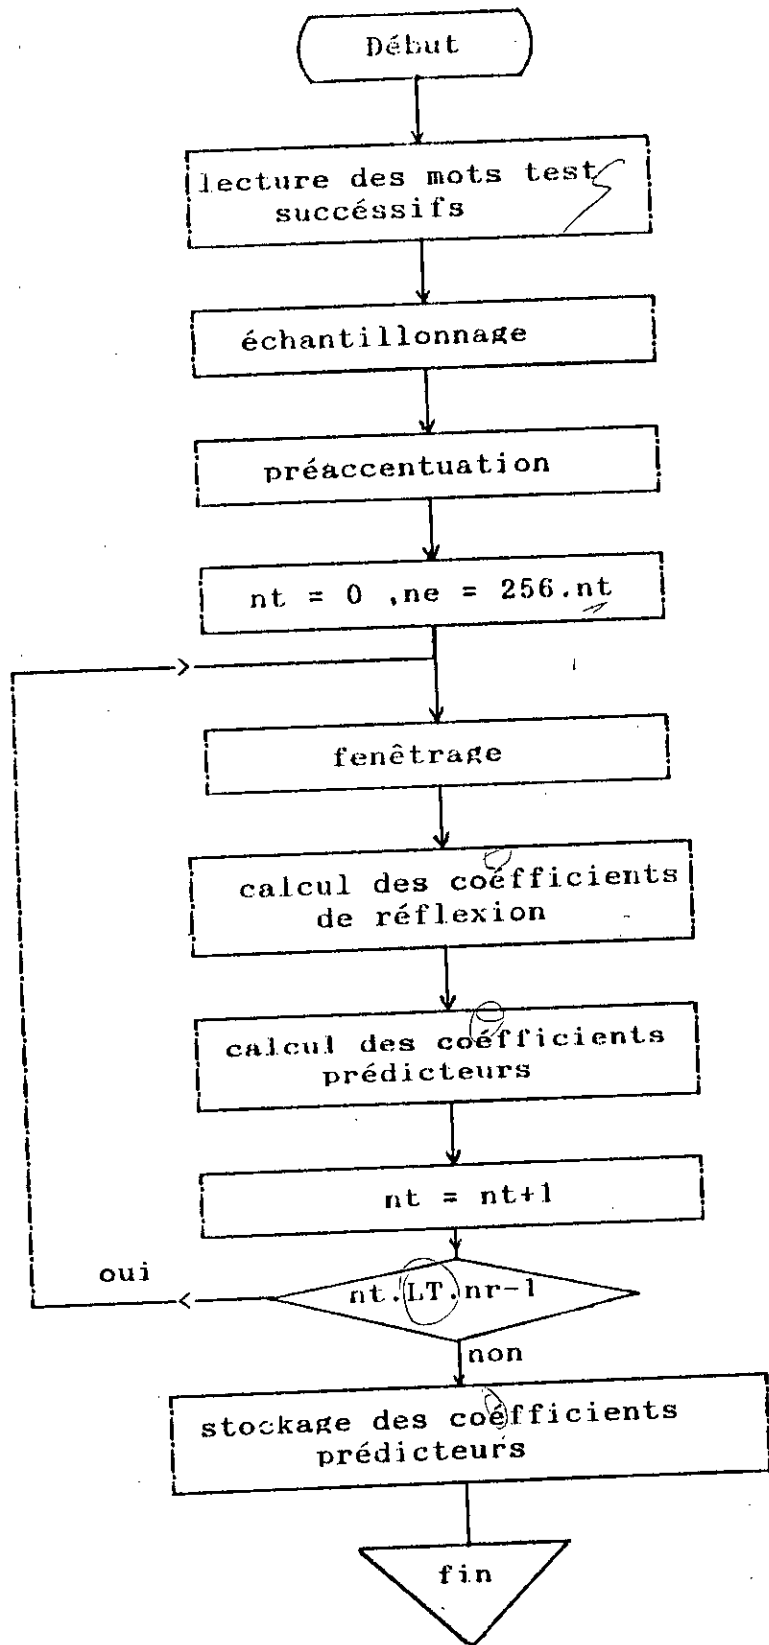 Début
lecture des mots test
succéssifs
échantillonnage
préaccentuation
nt = 0 ,ne = 256.nt
fenêtrage
calcul des coéfficients
de réflexion
calcul des coéfficients
prédicteurs
nt = nt+1
oui
nt.LT.nr-1
non
stockage des coéfficients
prédicteurs
fin